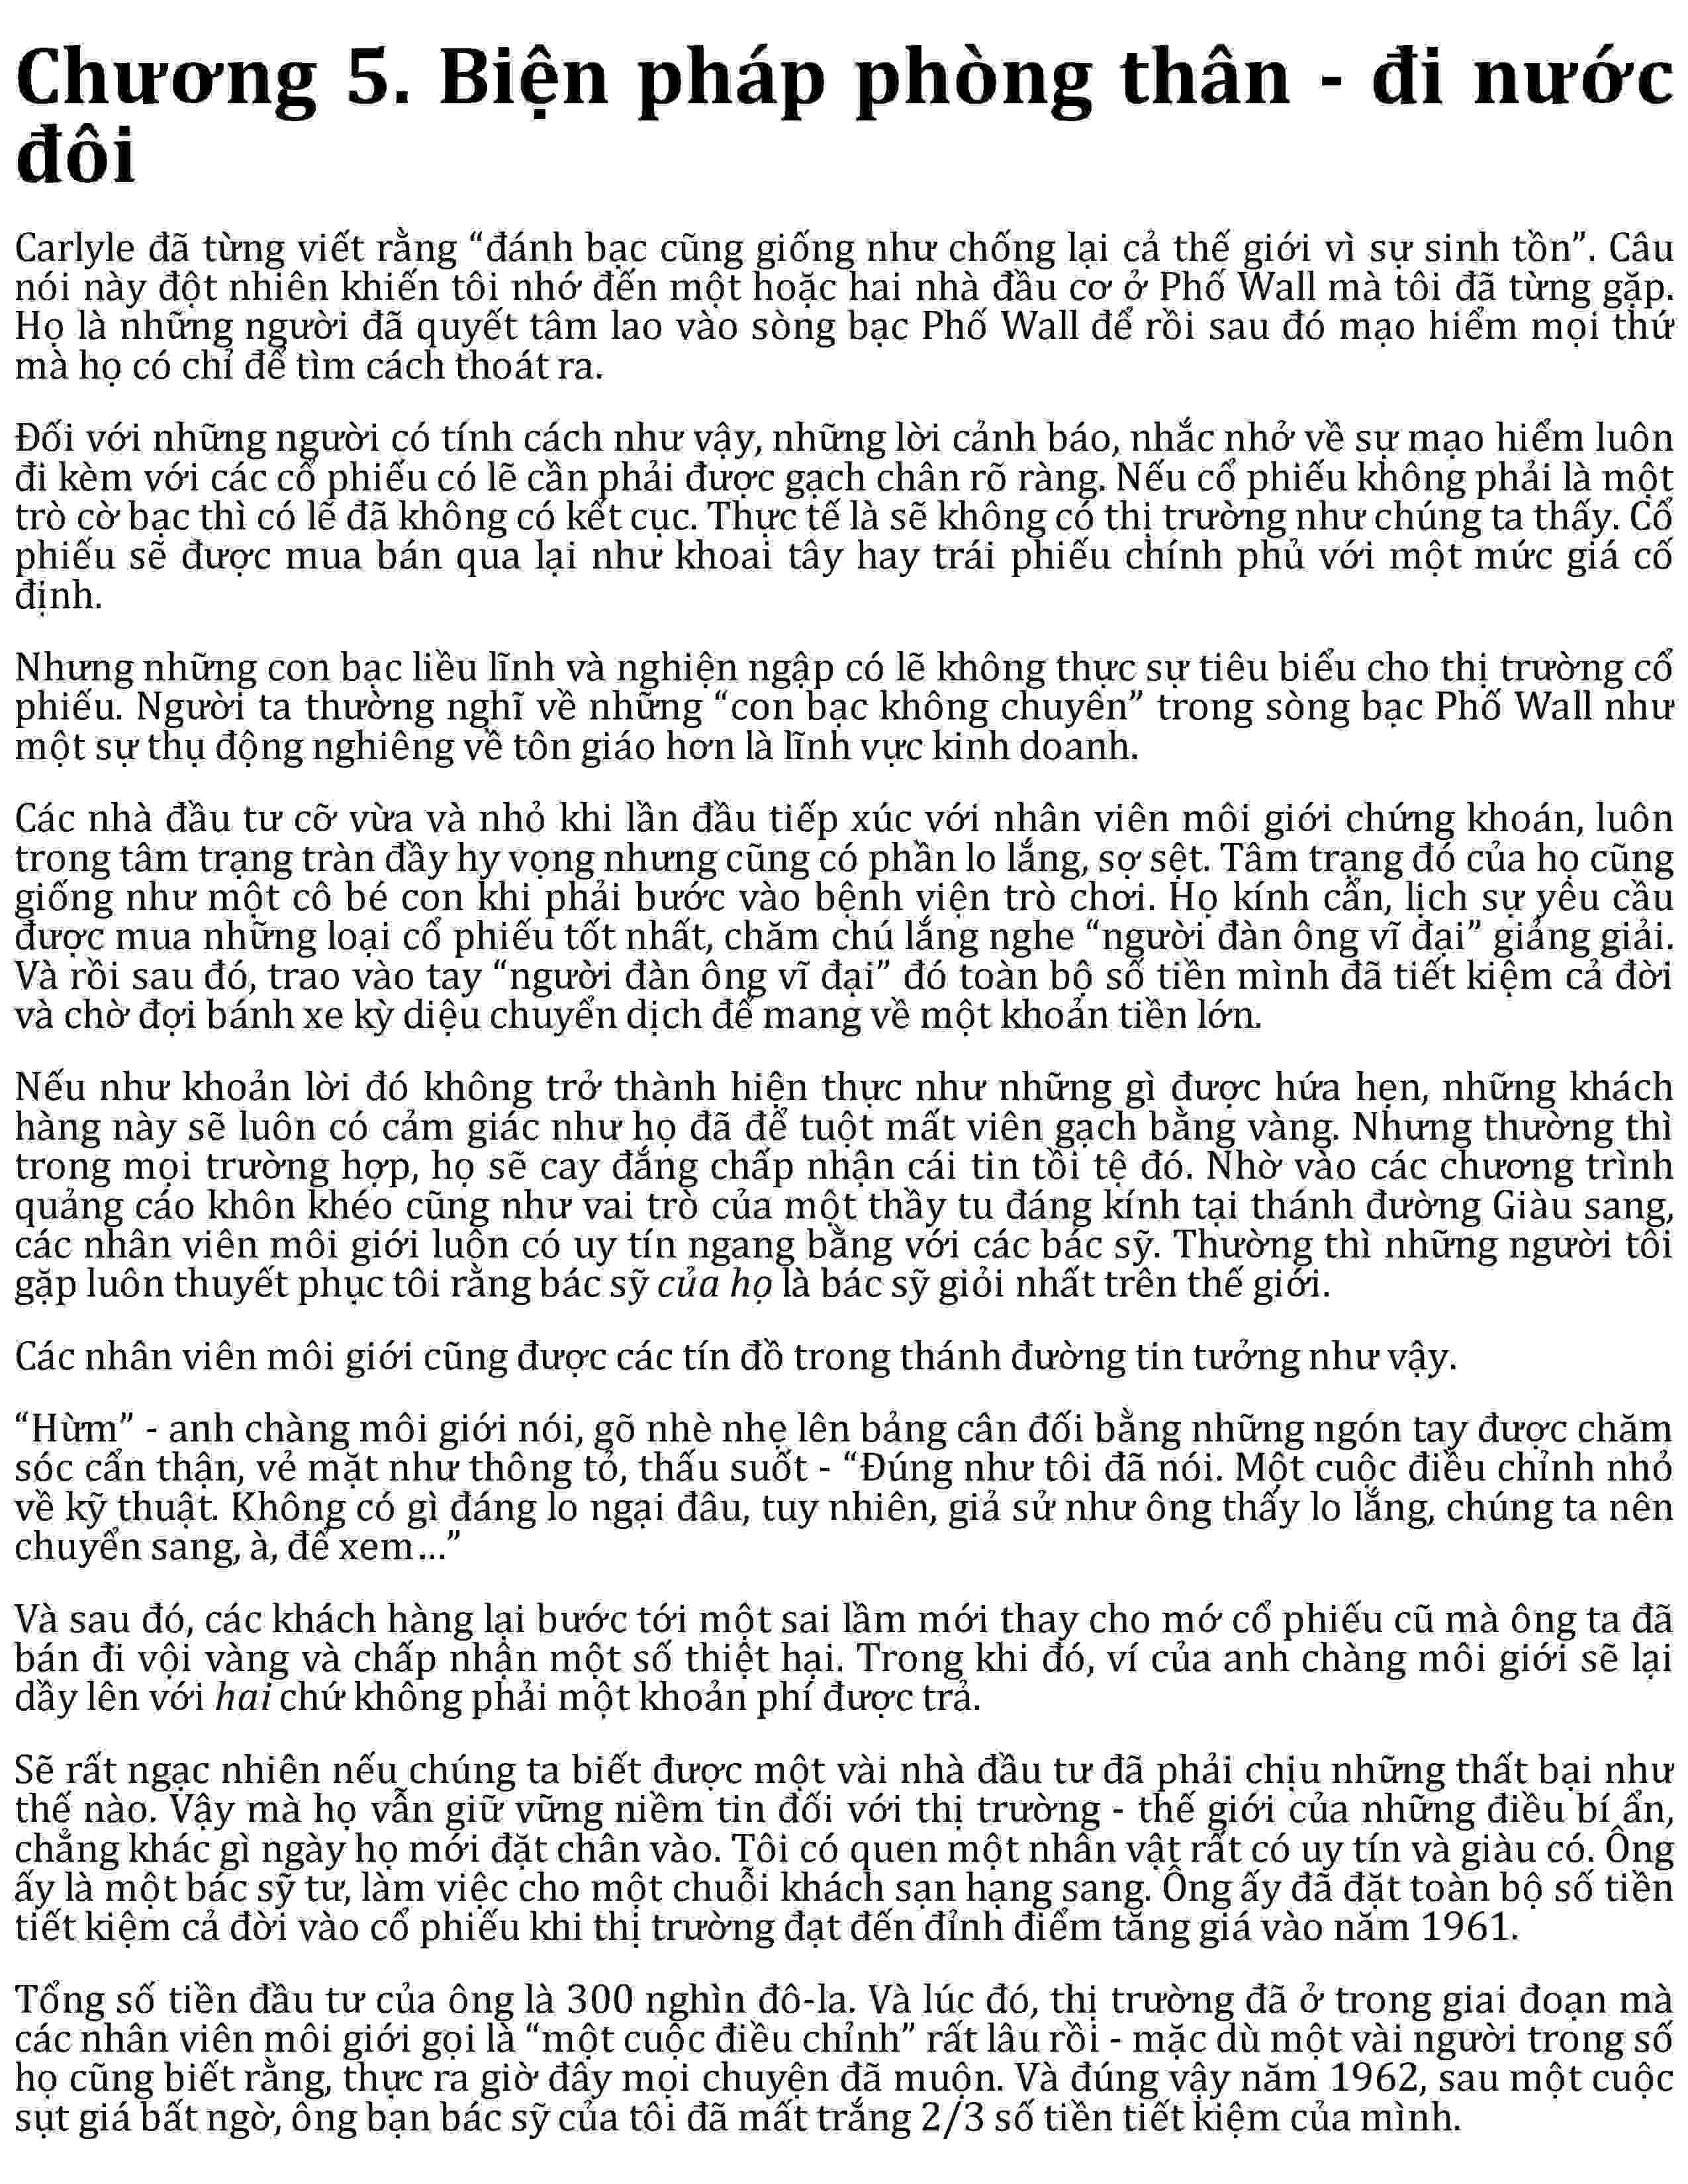 Chương 5. Biện pháp phòng thân - đi nước
đôi
Carlyle đã từng viết rằng “đánh bạc cũng giống như chống lại cả thế giới vì sự sinh tồn”. Câu
nói này đột nhiên khiến tôi nhớ đến một hoặc hai nhà đầu cơ ở Phố Wall mà tôi đã từng gặp.
Họ là những người đã quyết tâm lao vào sòng bạc Phố Wall để rồi sau đó mạo hiểm mọi thứ
mà họ có chỉ để tìm cách thoát ra.
Đối với những người có tính cách như vậy, những lời cảnh báo, nhắc nhở về sự mạo hiểm luôn
đi kèm với các cổ phiếu có lẽ cần phải được gạch chân rõ ràng. Nếu cổ phiếu không phải là một
trò cờ bạc thì có lẽ đã không có kết cục. Thực tế là sẽ không có thị trường như chúng ta thấy. Cổ
phiếu sẽ được mua bán qua lại như khoai tây hay trái phiếu chính phủ với một mức giá cố
định.
Nhưng những con bạc liều lĩnh và nghiện ngập có lẽ không thực sự tiêu biểu cho thị trường cổ
phiếu. Người ta thường nghĩ về những “con bạc không chuyên” trong sòng bạc Phố Wall như
một sự thụ động nghiêng về tôn giáo hơn là lĩnh vực kinh doanh.
Các nhà đầu tư cỡ vừa và nhỏ khi lần đầu tiếp xúc với nhân viên môi giới chứng khoán, luôn
trong tâm trạng tràn đầy hy vọng nhưng cũng có phần lo lắng, sợ sệt. Tâm trạng đó của họ cũng
giống như một cô bé con khi phải bước vào bệnh viện trò chơi. Họ kính cẩn, lịch sự yêu cầu
được mua những loại cổ phiếu tốt nhất, chăm chú lắng nghe “người đàn ông vĩ đại” giảng giải.
Và rồi sau đó, trao vào tay “người đàn ông vĩ đại” đó toàn bộ số tiền mình đã tiết kiệm cả đời
và chờ đợi bánh xe kỳ diệu chuyển dịch để mang về một khoản tiền lớn.
Nếu như khoản lời đó không trở thành hiện thực như những gì được hứa hẹn, những khách
hàng này sẽ luôn có cảm giác như họ đã để tuột mất viên gạch bằng vàng. Nhưng thường thì
trong mọi trường hợp, họ sẽ cay đắng chấp nhận cái tin tồi tệ đó. Nhờ vào các chương trình
quảng cáo khôn khéo cũng như vai trò của một thầy tu đáng kính tại thánh đường Giàu sang,
các nhân viên môi giới luôn có uy tín ngang bằng với các bác sỹ. Thường thì những người tôi
gặp luôn thuyết phục tôi rằng bác sỹ của họ là bác sỹ giỏi nhất trên thế giới.
Các nhân viên môi giới cũng được các tín đồ trong thánh đường tin tưởng như vậy.
“Hừm” - anh chàng môi giới nói, gõ nhè nhẹ lên bảng cân đối bằng những ngón tay được chăm
sóc cẩn thận, vẻ mặt như thông tỏ, thấu suốt - “Đúng như tôi đã nói. Một cuộc điều chỉnh nhỏ
về kỹ thuật. Không có gì đáng lo ngại đâu, tuy nhiên, giả sử như ông thấy lo lắng, chúng ta nên
chuyển sang, à, để xem...”
Và sau đó, các khách hàng lại bước tới một sai lầm mới thay cho mớ cổ phiếu cũ mà ông ta đã
bán đi vội vàng và chấp nhận một số thiệt hại. Trong khi đó, ví của anh chàng môi giới sẽ lại
dầy lên với hai chứ không phải một khoản phí được trả.
Sẽ rất ngạc nhiên nếu chúng ta biết được một vài nhà đầu tư đã phải chịu những thất bại như
thế nào. Vậy mà họ vẫn giữ vững niềm tin đối với thị trường - thế giới của những điều bí ẩn,
chẳng khác gì ngày họ mới đặt chân vào. Tôi có quen một nhân vật rất có uy tín và giàu có. Ông
ấy là một bác sỹ tư, làm việc cho một chuỗi khách sạn hạng sang. Ông ấy đã đặt toàn bộ số tiền
tiết kiệm cả đời vào cổ phiếu khi thị trường đạt đến đỉnh điểm tăng giá vào năm 1961.
Tổng số tiền đầu tư của ông là 300 nghìn đô-la. Và lúc đó, thị trường đã ở trong giai đoạn mà
các nhân viên môi giới gọi là “một cuộc điều chỉnh” rất lâu rồi - mặc dù một vài người trong số
họ cũng biết rằng, thực ra giờ đây mọi chuyện đã muộn. Và đúng vậy năm 1962, sau một cuộc
sụt giá bất ngờ, ông bạn bác sỹ của tôi đã mất trắng 2/3 số tiền tiết kiệm của mình.